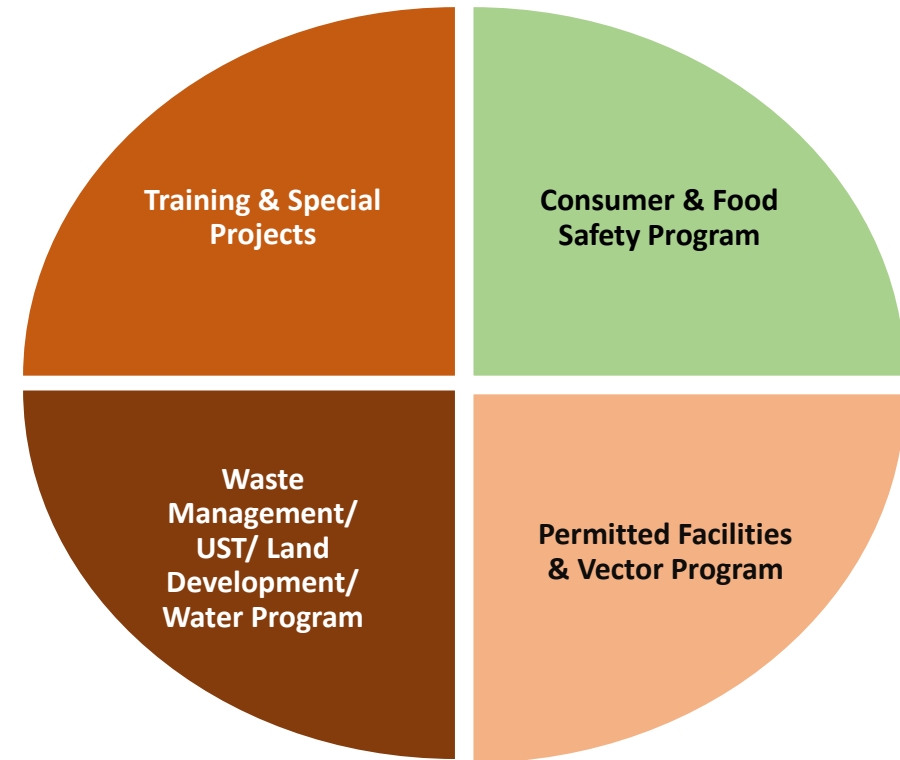 Training & Special
Projects
Consumer & Food
Safety Program
Waste
Management/
UST/ Land
Development/
Water Program
Permitted Facilities
& Vector Program